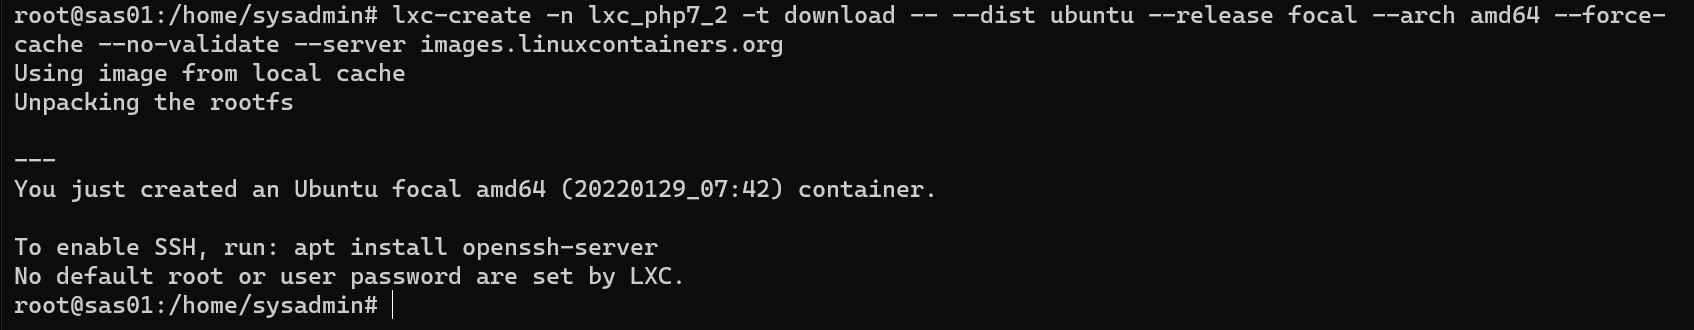 root@sas01:/home/sysadmin# lxc-create -n lxc_php7_2 -t download -- --dist ubuntu --release focal --arch amd64 --force-
cache --no-validate --server images.linuxcontainers.org
Using image from local cache
Unpacking the rootfs
---
You just created an Ubuntu focal amd64 (20220129_07:42) container.
To enable SSH, run: apt install openssh-server
No default root or user password are set by LXC.
root@sas01:/home/sysadmin#